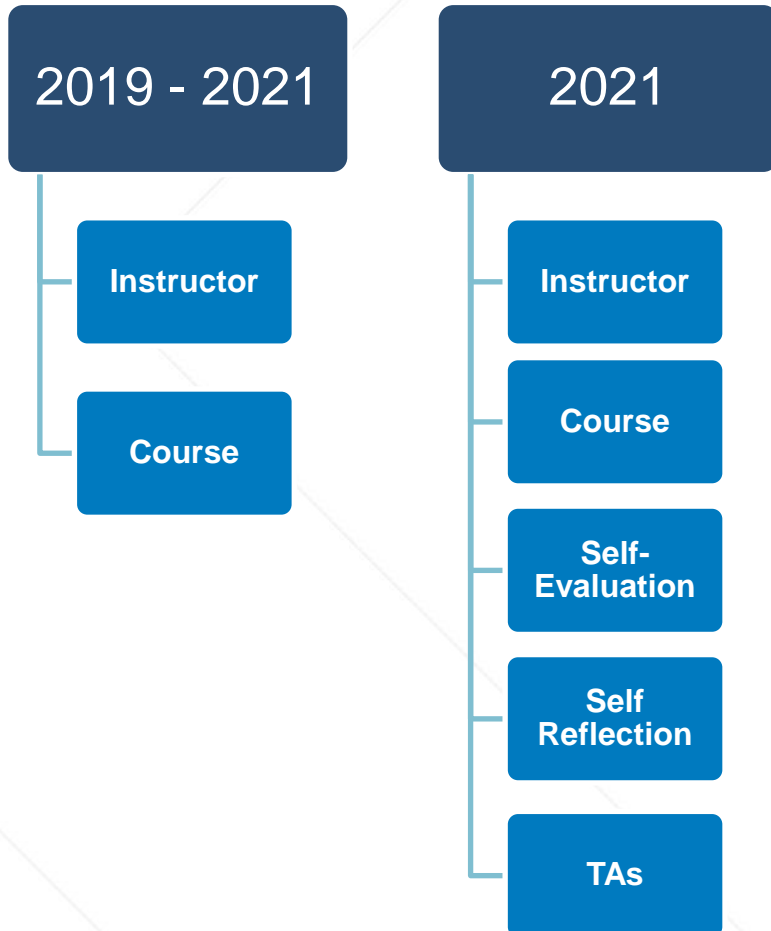 2019 - 2021
Instructor
Course
2021
Instructor
Course
Self-
Evaluation
Self
Reflection
TAs